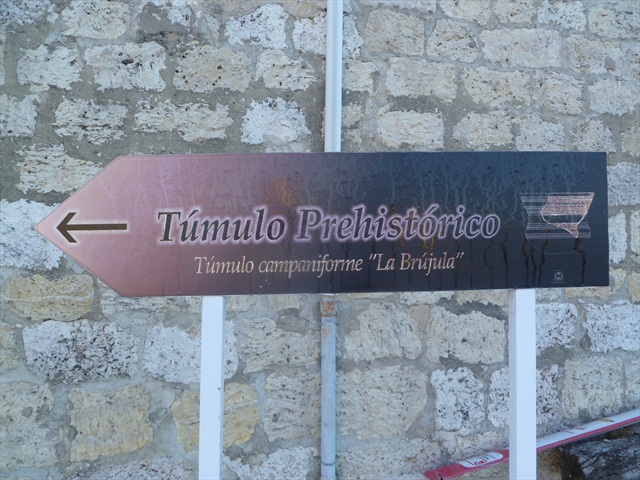 Túmulo Prehistórico
Túmulo campaniforme "La Brújula"